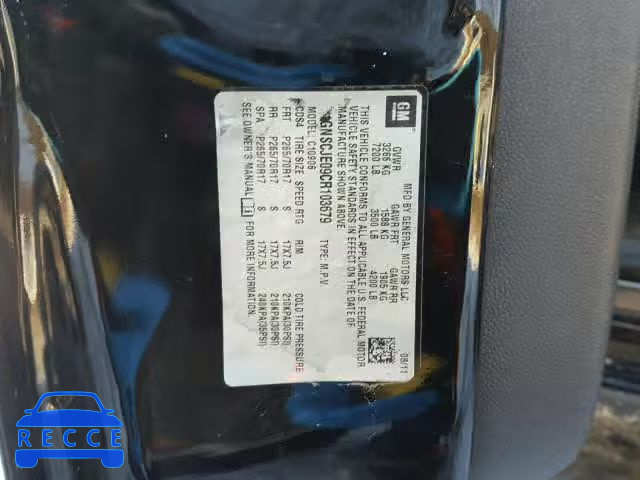 GM
MFD BY GENERAL MOTORS LLC
08/11
GVWR GAWR FRT GAWR RR
3266 KG 1588 KG 1905 KG
7200 LB 3500 LB 4200 LB
THIS VEHICLE CONFORMS TO ALL APPLICABLE U.S. FEDERAL MOTOR
VEHICLE SAFETY STANDARDS IN EFFECT ON THE DATE OF
MANUFACTURE SHOWN ABOVE.
1GNSCJE09CR103679 TYPE: M.P.V.
MODEL: C10906
CDS4 TIRE SIZE SPEED RTG RIM COLD TIRE PRESSURE
FRT P265/70R17 S 17X7.5J 210KPA(30PSI)
RR P265/70R17 S 17X7.5J 210KPA(30PSI)
SPA P265/70R17 S 17X7.5J 240KPA(35PSI)
SEE OWNER'S MANUAL FOR MORE INFORMATION.
RECCE